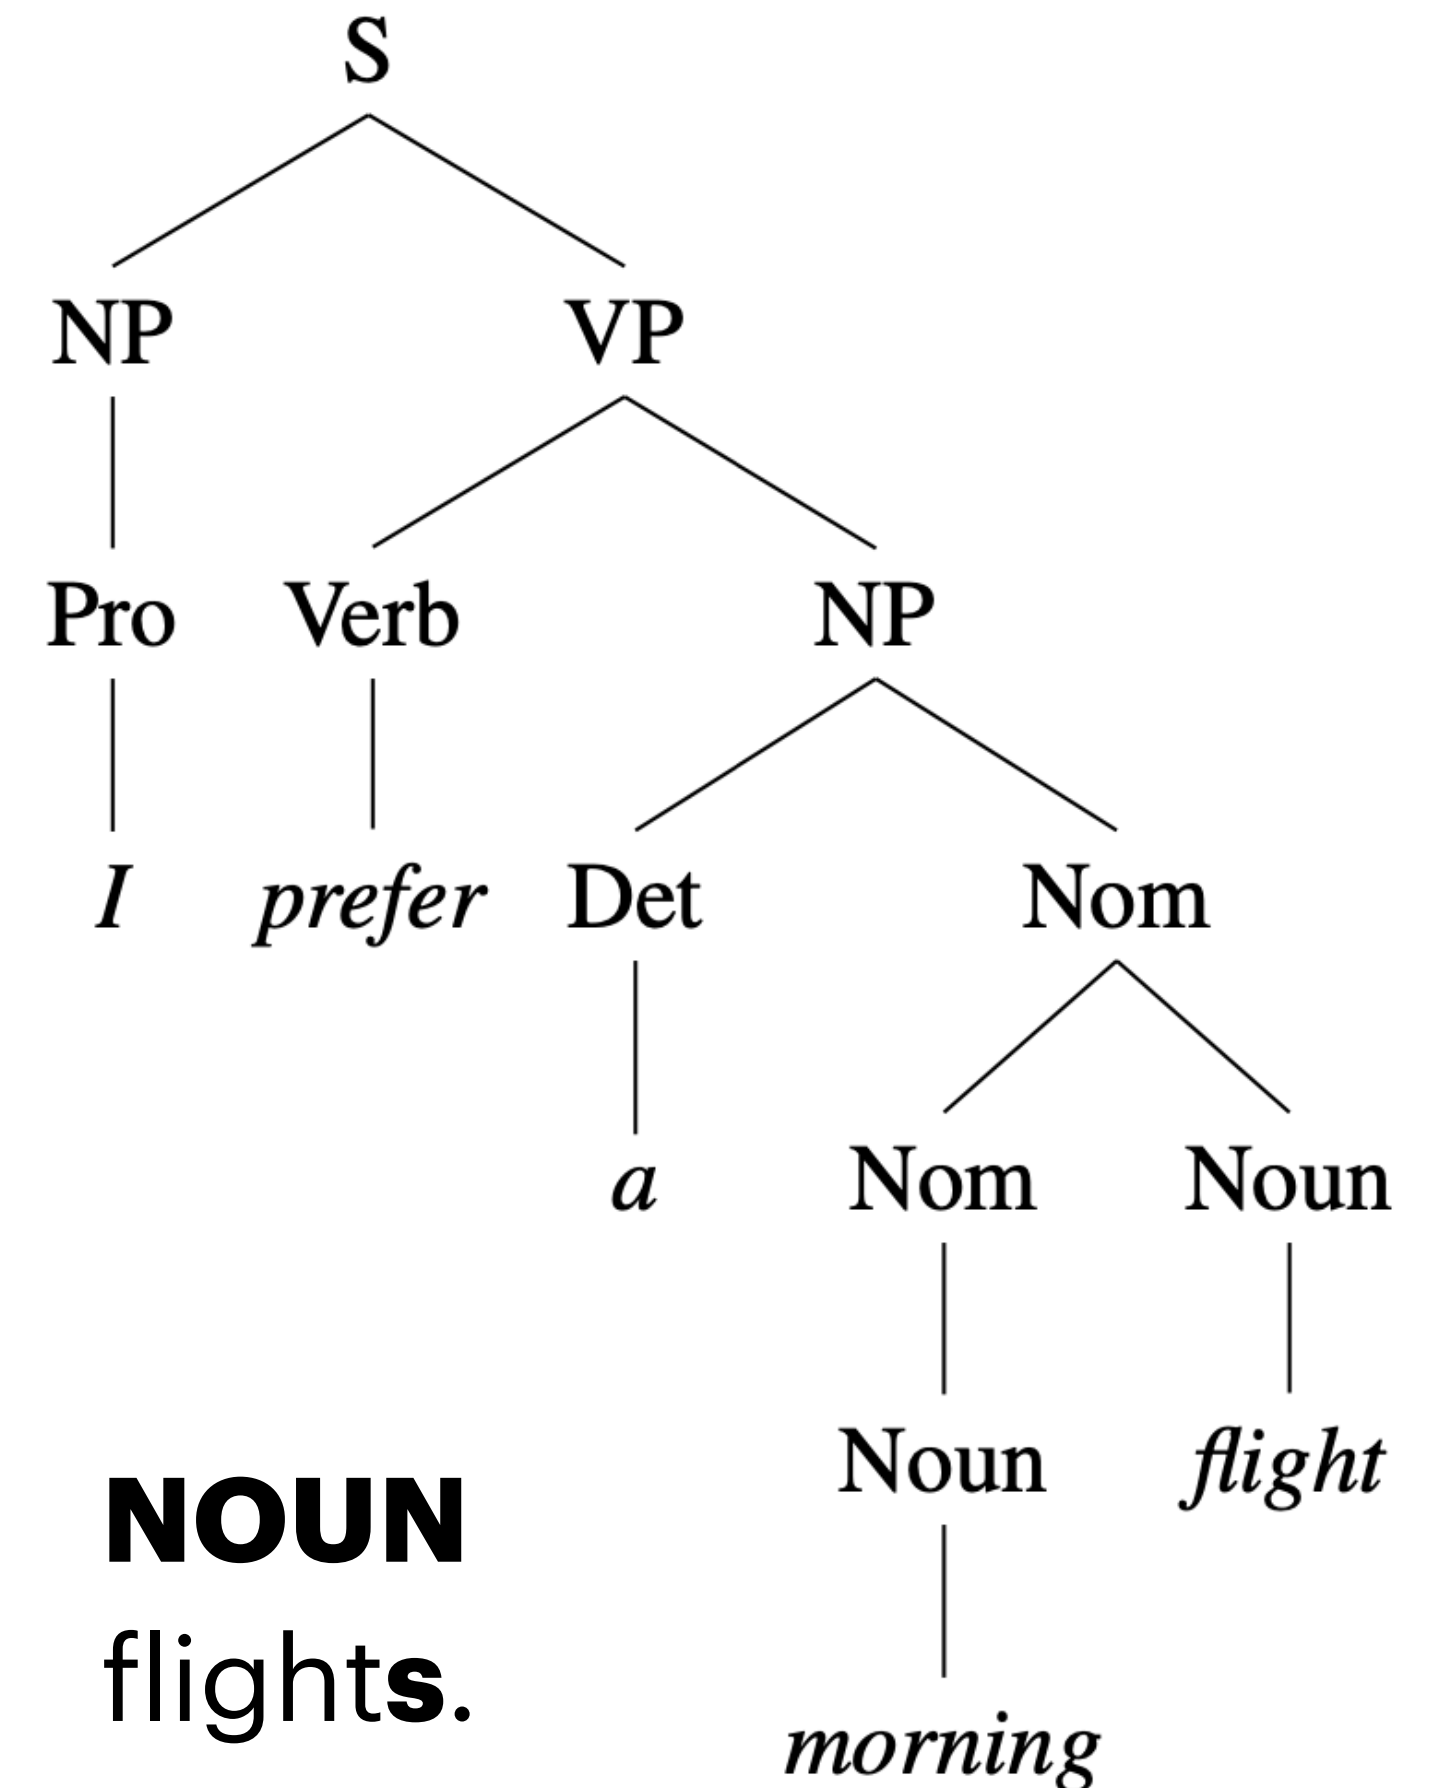 S
NP VP
Pro Verb NP
I prefer Det Nom
a Nom Noun
Noun flight
morning
NOUN
flights.